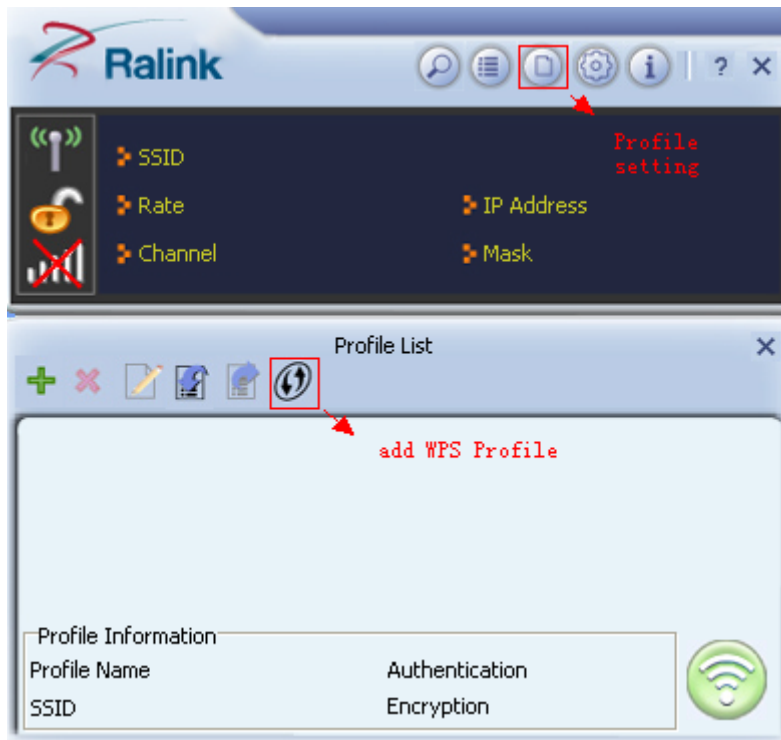 Ralink
i
? ×
Profile
setting
SSID
Rate
IP Address
Channel
Mask
Profile List
add WPS Profile
Profile Information
Profile Name
Authentication
SSID
Encryption